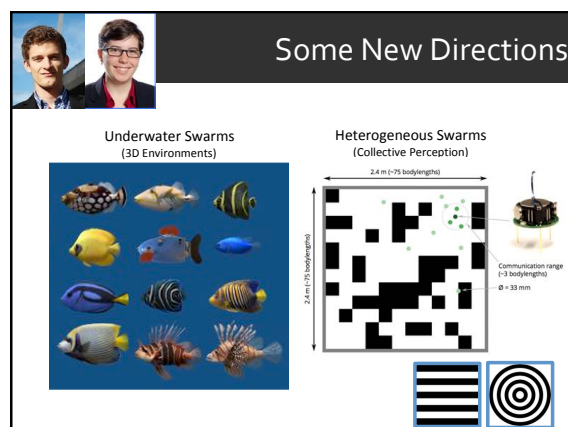 Some New Directions
Underwater Swarms
(3D Environments)
Heterogeneous Swarms
(Collective Perception)
2.4 m (~75 bodylengths)
2.4 m (~75 bodylengths)
Communication range
(~3 bodylengths)
Ø = 33 mm